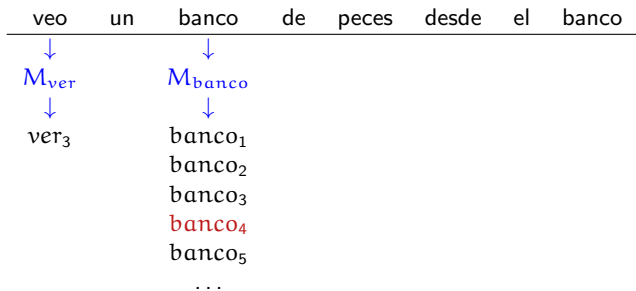 veo un banco de peces desde el banco
↓ ↓
M_ver M_banco
↓ ↓
ver₃ banco₁
banco₂
banco₃
banco₄
banco₅
...